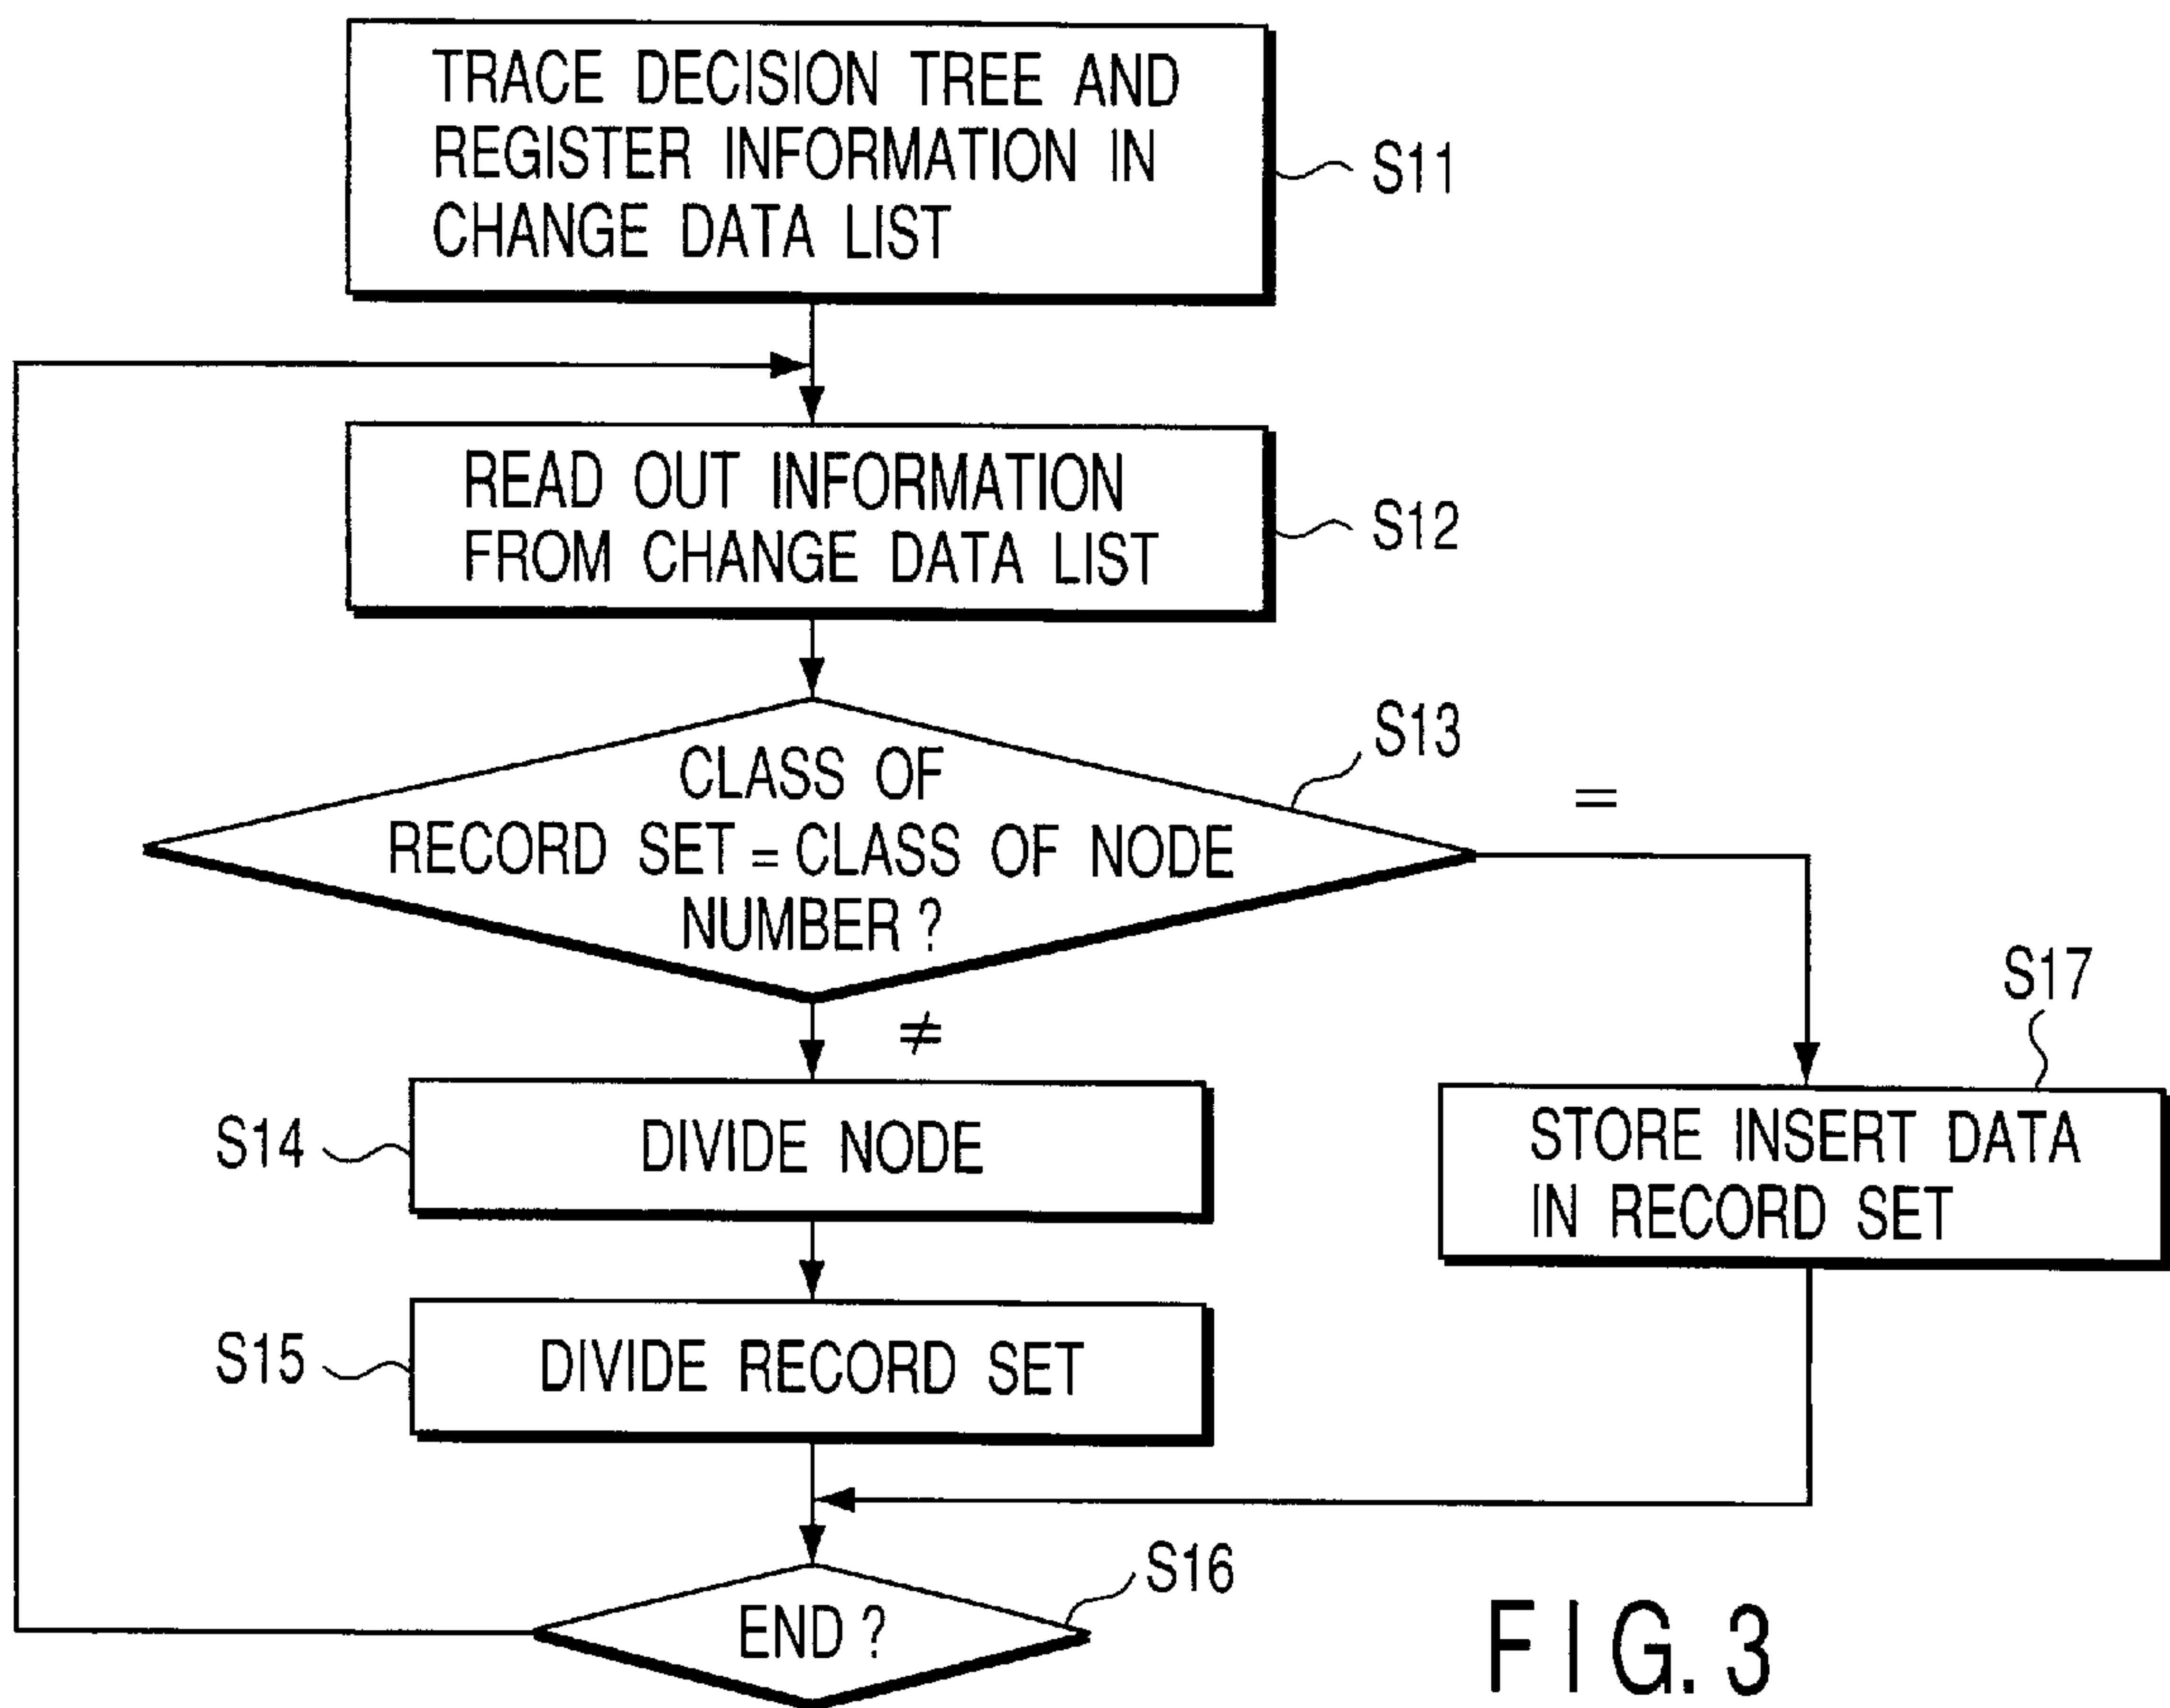 TRACE DECISION TREE AND
REGISTER INFORMATION IN
CHANGE DATA LIST
S11
READ OUT INFORMATION
FROM CHANGE DATA LIST
S12
S13
CLASS OF
RECORD SET = CLASS OF NODE
NUMBER ?
=
≠
S17
STORE INSERT DATA
IN RECORD SET
S14
DIVIDE NODE
S15
DIVIDE RECORD SET
S16
END ?
FIG. 3